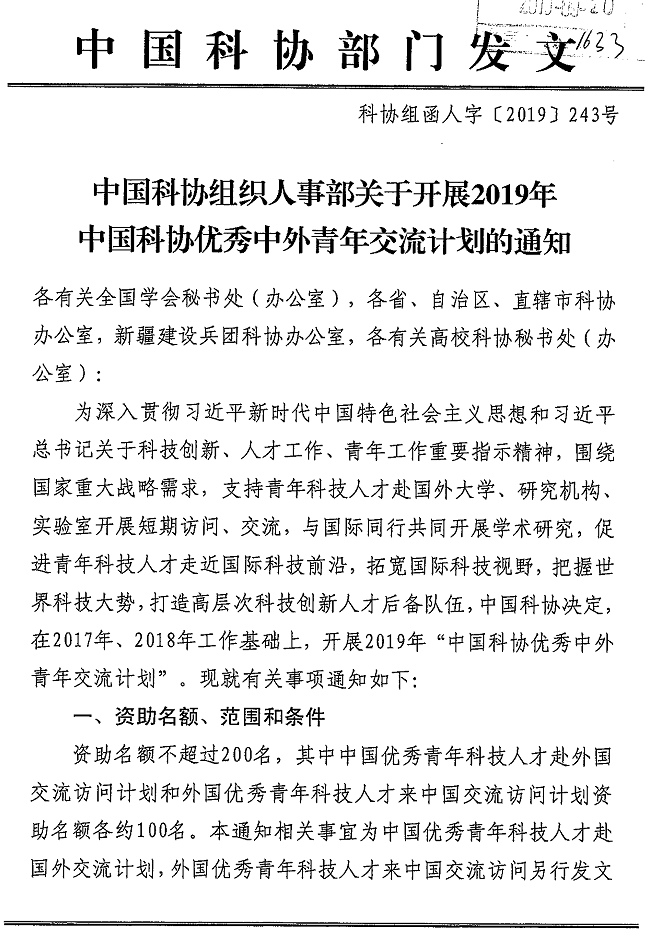 中国科协部门发文
1633
科协组函人字〔2019〕243号
中国科协组织人事部关于开展2019年
中国科协优秀中外青年交流计划的通知
各有关全国学会秘书处（办公室），各省、自治区、直辖市科协
办公室，新疆建设兵团科协办公室，各有关高校科协秘书处（办
公室）：
为深入贯彻习近平新时代中国特色社会主义思想和习近平
总书记关于科技创新、人才工作、青年工作重要指示精神，围绕
国家重大战略需求，支持青年科技人才赴国外大学、研究机构、
实验室开展短期访问、交流，与国际同行共同开展学术研究，促
进青年科技人才走近国际科技前沿，拓宽国际科技视野，把握世
界科技大势，打造高层次科技创新人才后备队伍，中国科协决定，
在2017年、2018年工作基础上，开展2019年“中国科协优秀中外
青年交流计划”。现就有关事项通知如下：
一、资助名额、范围和条件
资助名额不超过200名，其中中国优秀青年科技人才赴外国
交流访问计划和外国优秀青年科技人才来中国交流访问计划资
助名额各约100名。本通知相关事宜为中国优秀青年科技人才赴
国外交流计划，外国优秀青年科技人才来中国交流访问另行发文